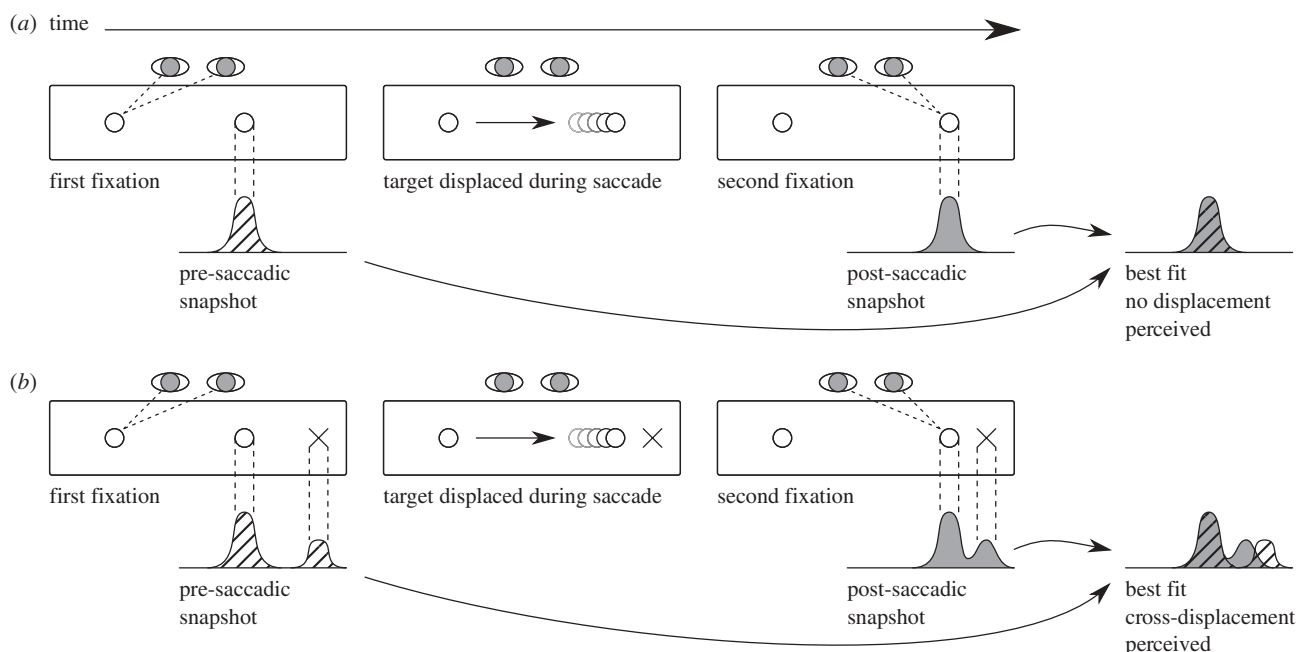 (a) time
first fixation
target displaced during saccade
second fixation
pre-saccadic
snapshot
post-saccadic
snapshot
best fit
no displacement
perceived
(b)
first fixation
target displaced during saccade
second fixation
pre-saccadic
snapshot
post-saccadic
snapshot
best fit
cross-displacement
perceived